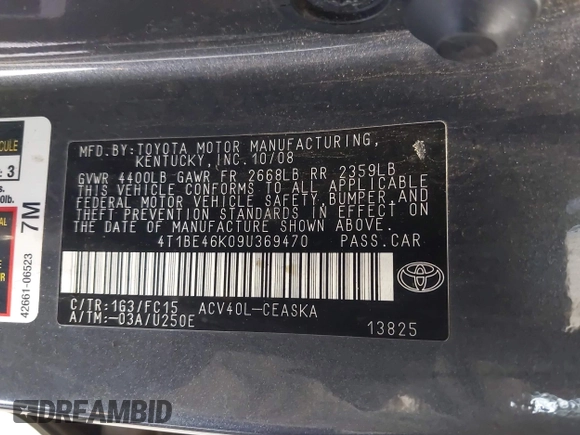 MFD.BY:TOYOTA MOTOR MANUFACTURING,
KENTUCKY,INC.10/08
GVWR 4400LB GAWR FR 2668LB RR 2359LB
THIS VEHICLE CONFORMS TO ALL APPLICABLE
FEDERAL MOTOR VEHICLE SAFETY,BUMPER,AND
THEFT PREVENTION STANDARDS IN EFFECT ON
THE DATE OF MANUFACTURE SHOWN ABOVE.
4T1BE46K09U369470 PASS.CAR
C/TR:1G3/FC15 ACV40L-CEASKA
A/TM:-03A/U250E
13825
TOYOTA
3
7M
42661-06523
DREAMBID